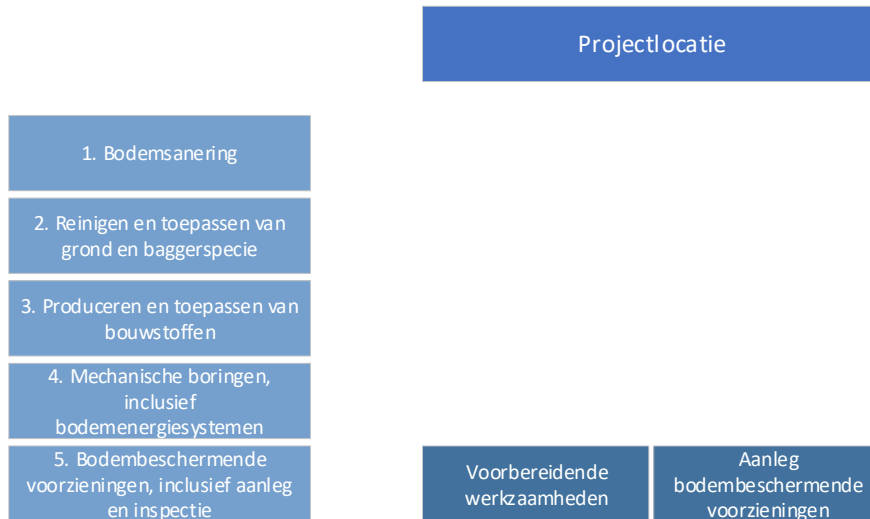 Projectlocatie
1. Bodemsanering
2. Reinigen en toepassen van
grond en baggerspecie
3. Produceren en toepassen van
bouwstoffen
4. Mechanische boringen,
inclusief
bodemenergiesystemen
5. Bodembeschermende
voorzieningen, inclusief aanleg
en inspectie
Voorbereidende
werkzaamheden
Aanleg
bodembeschermende
voorzieningen